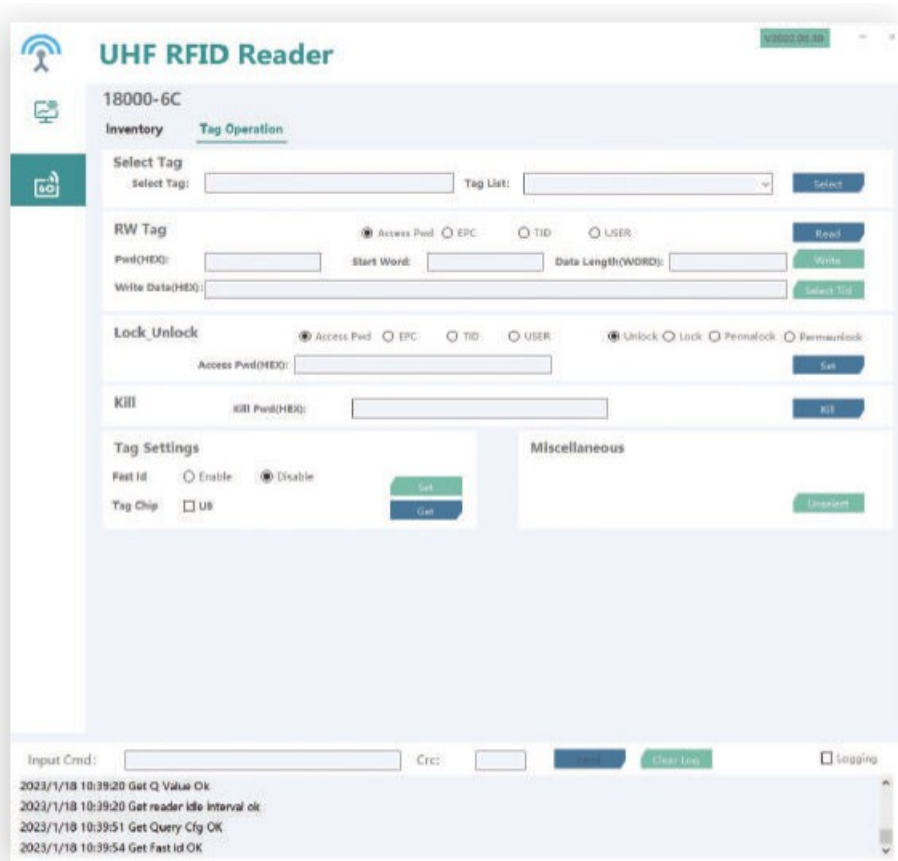 UHF RFID Reader
18000-6C
Inventory Tag Operation
Select Tag
Select Tag: Tag List: Select
RW Tag Access Pwd EPC TID USER Read
Pwd(HEX): Start Word: Data Length(WORD): Write
Write Data(HEX): Select Tid
Lock_Unlock Access Pwd EPC TID USER Unlock Lock Permalock Permaunlock
Access Pwd(HEX): Set
Kill Kill Pwd(HEX): Kill
Tag Settings Miscellaneous
Fast Id Enable Disable Set
Tag Chip Get Unselect
Input Cmd: Crc: Send Clear Log Logging
2023/1/18 10:39:20 Get Q Value Ok
2023/1/18 10:39:20 Get reader idle interval ok
2023/1/18 10:39:51 Get Query Cfg OK
2023/1/18 10:39:54 Get Fast Id OK